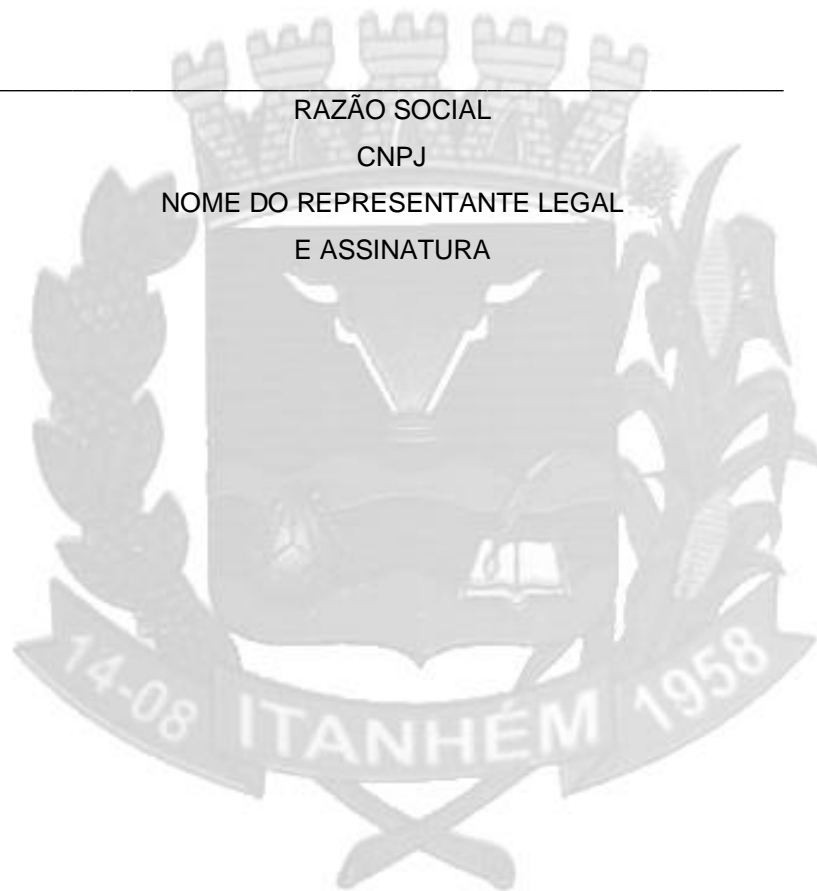 RAZÃO SOCIAL
CNPJ
NOME DO REPRESENTANTE LEGAL
E ASSINATURA
14-08 ITANHÉM 1958